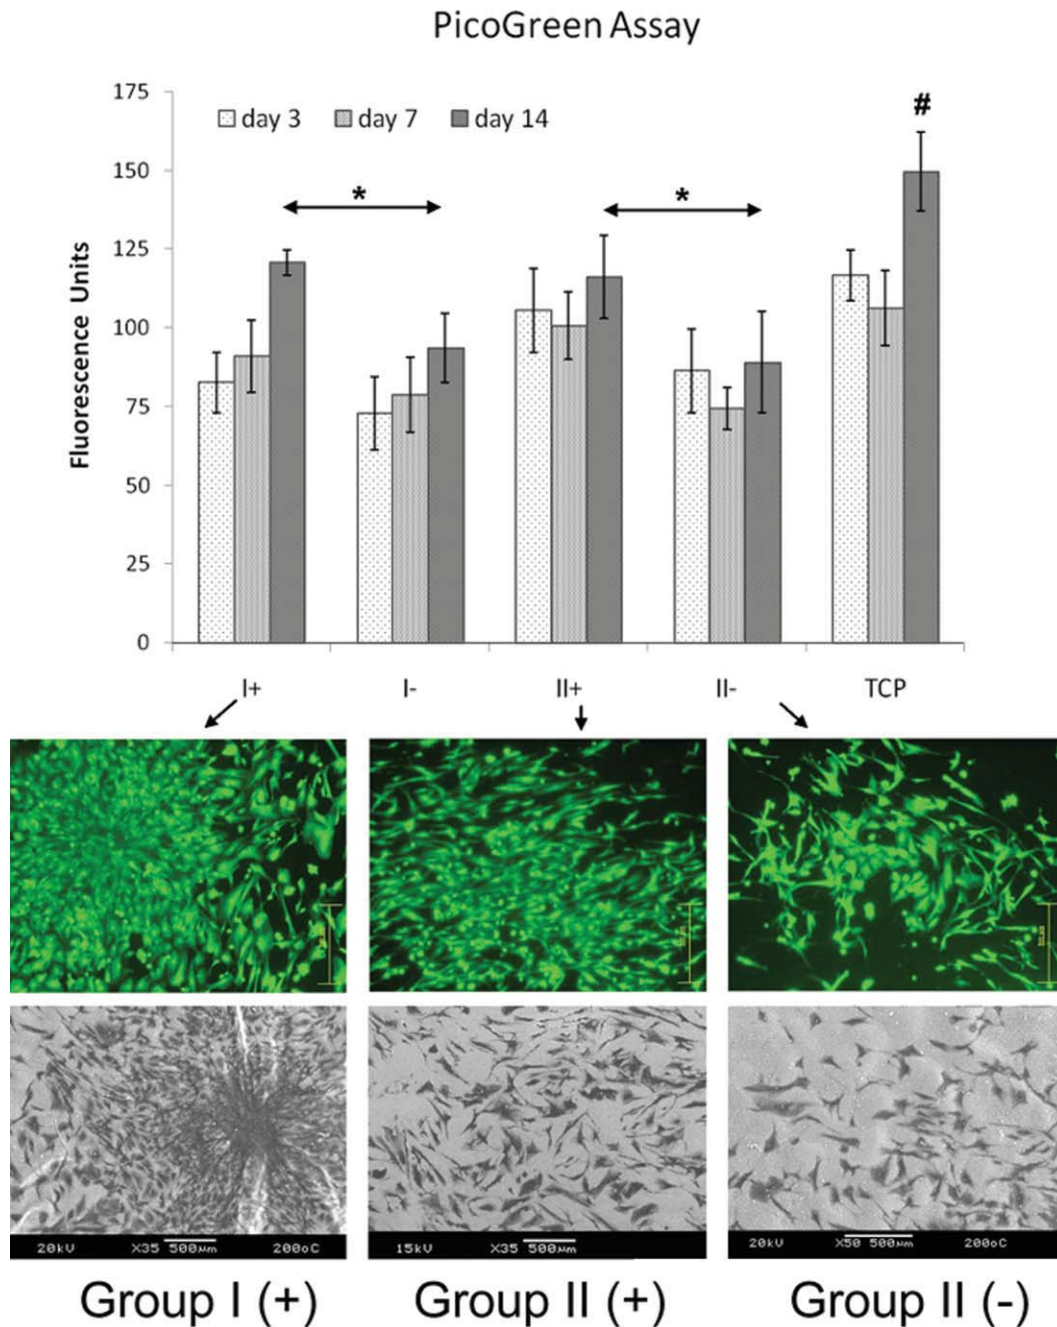 PicoGreen Assay
175
150
125
100
75
50
25
0
Fluorescence Units
day 3 day 7 day 14
* * #
I+ I- II+ II- TCP
20kV X35 500µm 200oC
15kV X35 500µm
20kV X50 500µm 200oC
Group I (+) Group II (+) Group II (-)